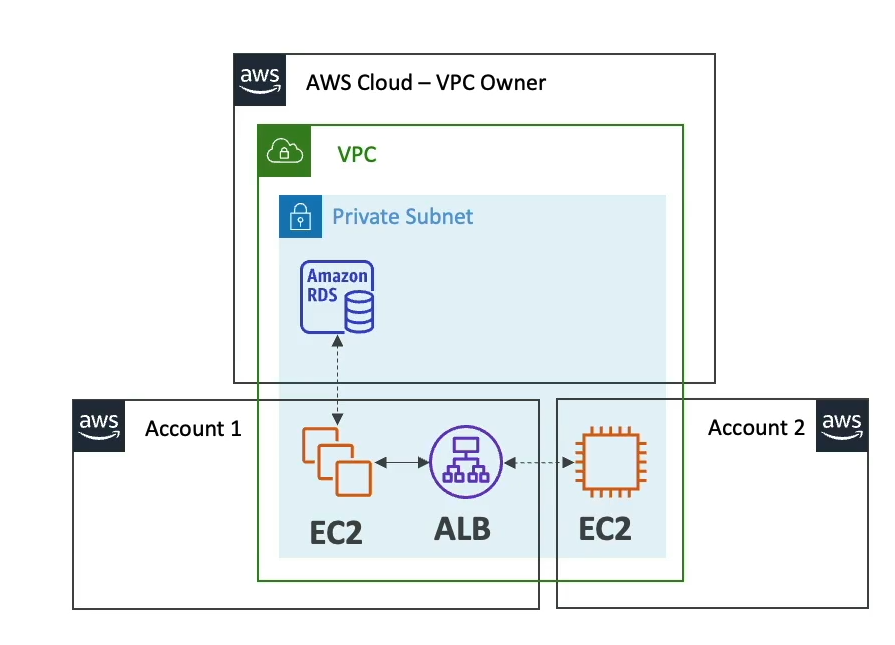 aws
AWS Cloud – VPC Owner
VPC
Private Subnet
Amazon
RDS
aws
Account 1
Account 2
aws
EC2
ALB
EC2